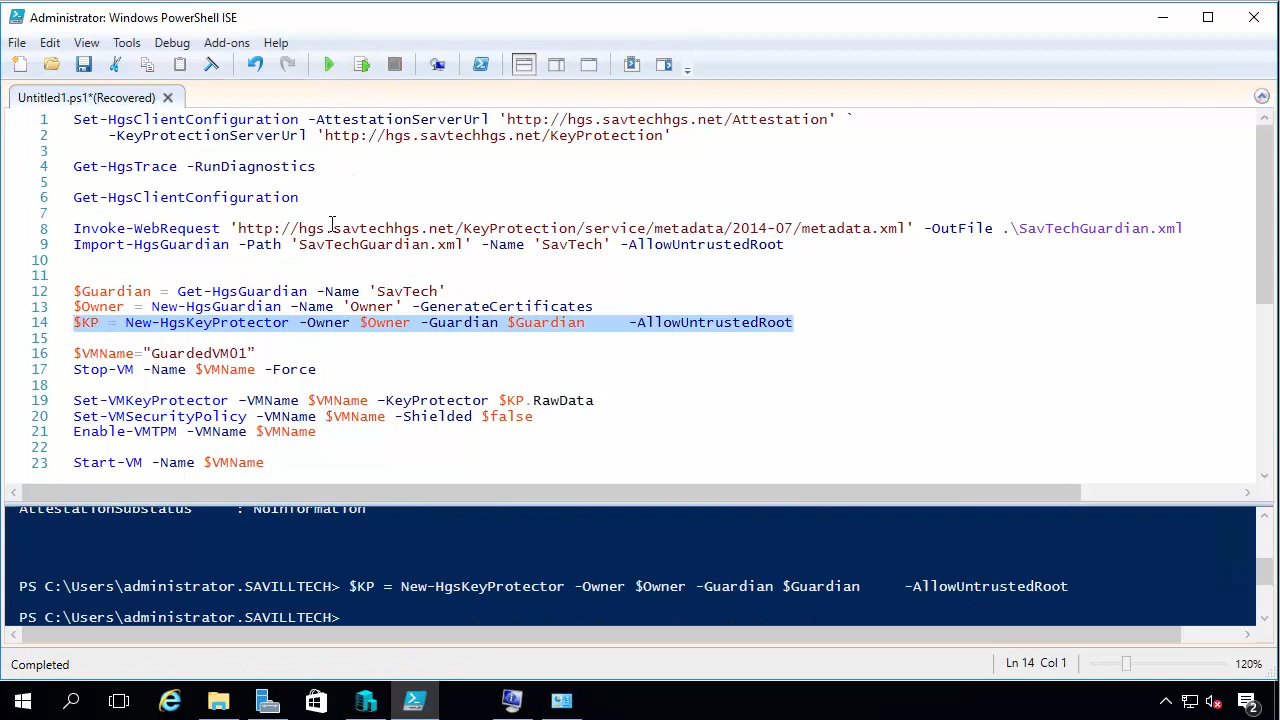 Administrator: Windows PowerShell ISE
File Edit View Tools Debug Add-ons Help
Untitled1.ps1*(Recovered)
1 Set-HgsClientConfiguration -AttestationServerUrl 'http://hgs.savtechhgs.net/Attestation' `
2 -KeyProtectionServerUrl 'http://hgs.savtechhgs.net/KeyProtection'
3
4 Get-HgsTrace -RunDiagnostics
5
6 Get-HgsClientConfiguration
7
8 Invoke-WebRequest 'http://hgs.savtechhgs.net/KeyProtection/service/metadata/2014-07/metadata.xml' -OutFile .\SavTechGuardian.xml
9 Import-HgsGuardian -Path 'SavTechGuardian.xml' -Name 'SavTech' -AllowUntrustedRoot
10
11
12 $Guardian = Get-HgsGuardian -Name 'SavTech'
13 $Owner = New-HgsGuardian -Name 'Owner' -GenerateCertificates
14 $KP = New-HgsKeyProtector -Owner $Owner -Guardian $Guardian     -AllowUntrustedRoot
15
16 $VMName="GuardedVM01"
17 Stop-VM -Name $VMName -Force
18
19 Set-VMKeyProtector -VMName $VMName -KeyProtector $KP.RawData
20 Set-VMSecurityPolicy -VMName $VMName -Shielded $false
21 Enable-VMTPM -VMName $VMName
22
23 Start-VM -Name $VMName
AttestationSubstatus     : NoInformation
PS C:\Users\administrator.SAVILLTECH> $KP = New-HgsKeyProtector -Owner $Owner -Guardian $Guardian     -AllowUntrustedRoot
PS C:\Users\administrator.SAVILLTECH>
Completed
Ln 14 Col 1
120%
2